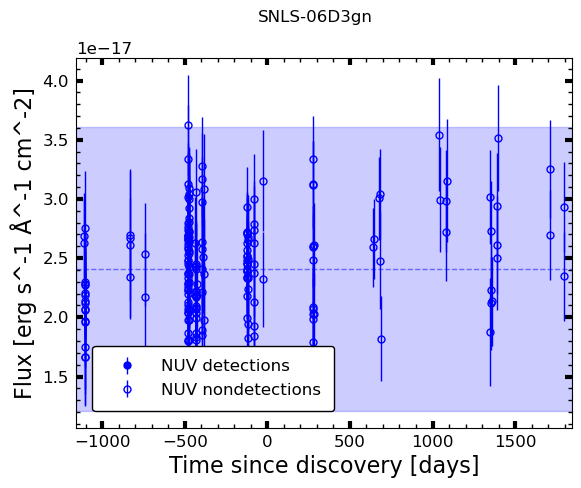 SNLS-06D3gn
1e−17
Flux [erg s^-1 Å^-1 cm^-2]
4.0
3.5
3.0
2.5
2.0
1.5
NUV detections
NUV nondetections
−1000 −500 0 500 1000 1500
Time since discovery [days]